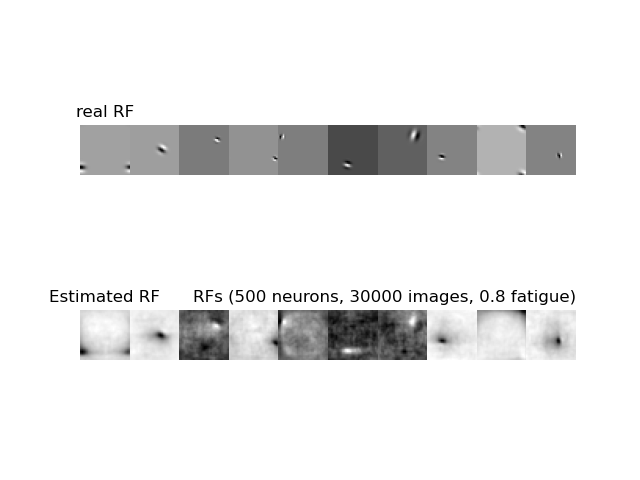 real RF
Estimated RF
RFs (500 neurons, 30000 images, 0.8 fatigue)